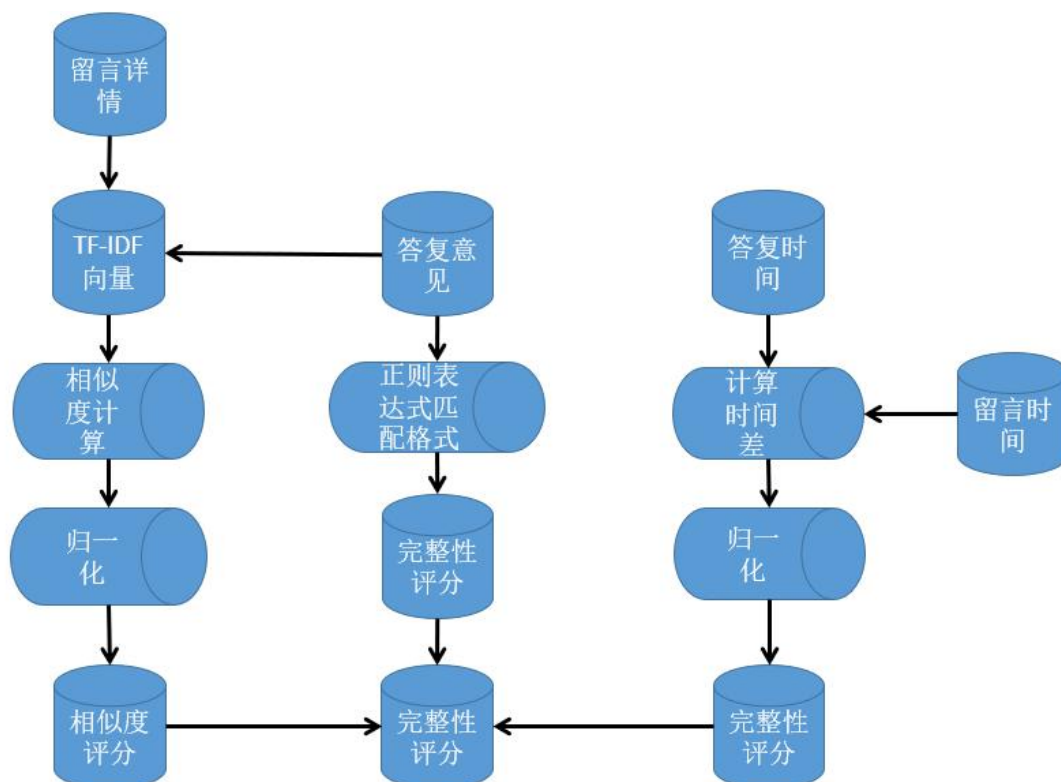 留言详
情
TF-IDF
向量
答复意
见
答复时
间
相似
度计
算
正则表
达式匹
配格式
计算
时间
差
留言时
间
归一
化
完整性
评分
归一
化
相似度
评分
完整性
评分
完整性
评分